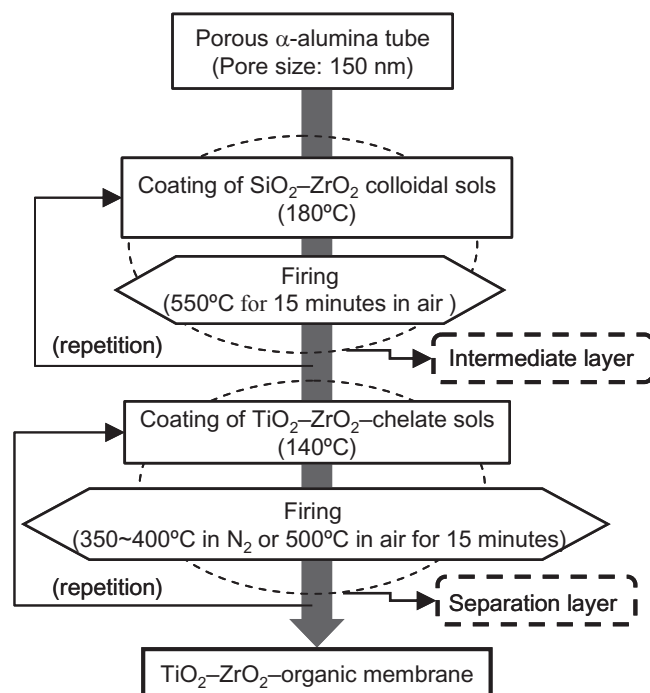 Porous α-alumina tube
(Pore size: 150 nm)
Coating of SiO₂–ZrO₂ colloidal sols
(180ºC)
Firing
(550ºC for 15 minutes in air )
(repetition)
Intermediate layer
Coating of TiO₂–ZrO₂–chelate sols
(140ºC)
Firing
(350~400ºC in N₂ or 500ºC in air for 15 minutes)
(repetition)
Separation layer
TiO₂–ZrO₂–organic membrane